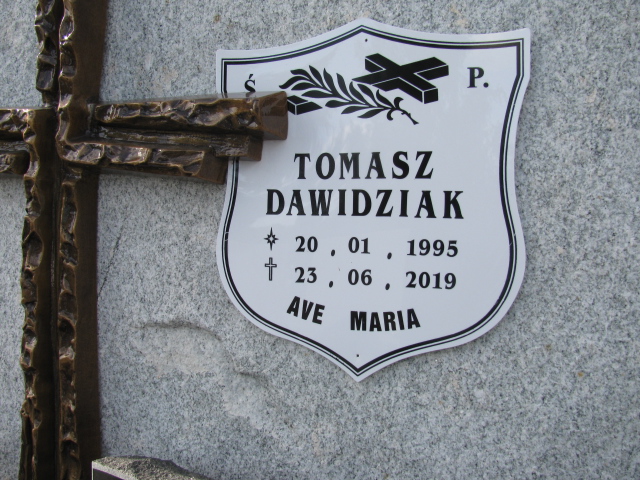 Ś P.
TOMASZ
DAWIDZIAK
20 . 01 . 1995
23 . 06 . 2019
AVE MARIA